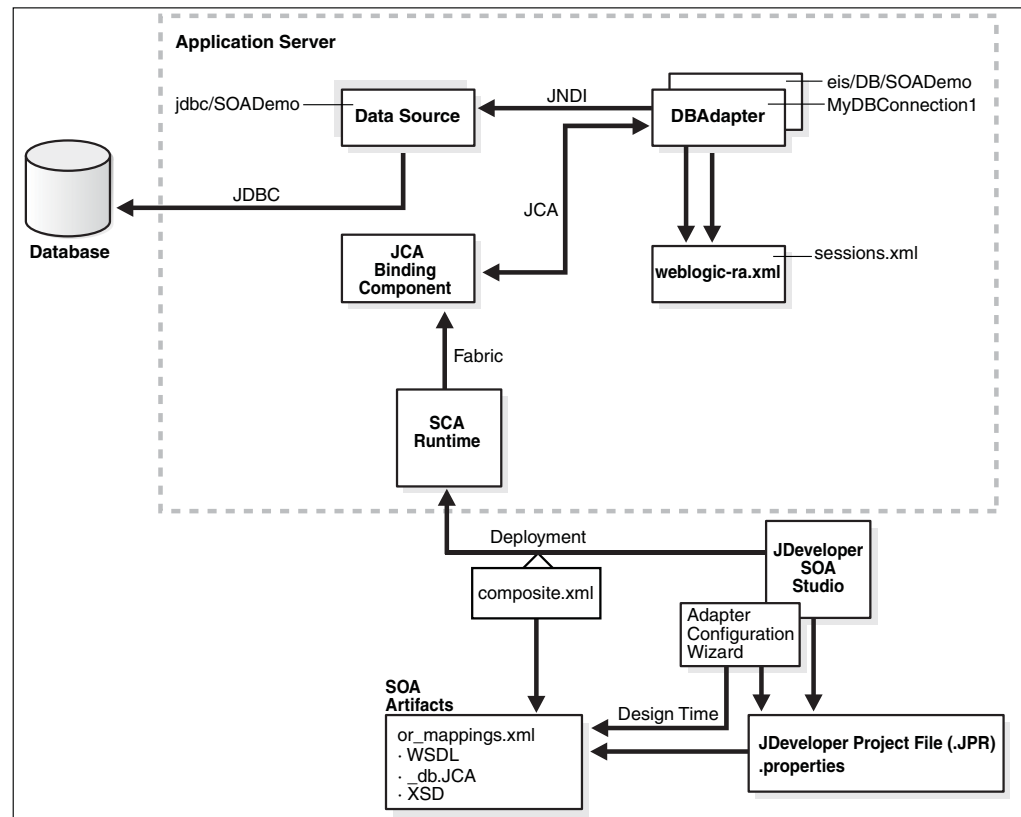 Application Server
eis/DB/SOADemo
jdbc/SOADemo
JNDI
MyDBConnection1
Data Source
DBAdapter
JDBC
JCA
Database
JCA
Binding
Component
sessions.xml
weblogic-ra.xml
Fabric
SCA
Runtime
Deployment
JDeveloper
SOA
Studio
composite.xml
Adapter
Configuration
Wizard
SOA
Artifacts
Design Time
or_mappings.xml
· WSDL
· _db.JCA
· XSD
JDeveloper Project File (.JPR)
.properties